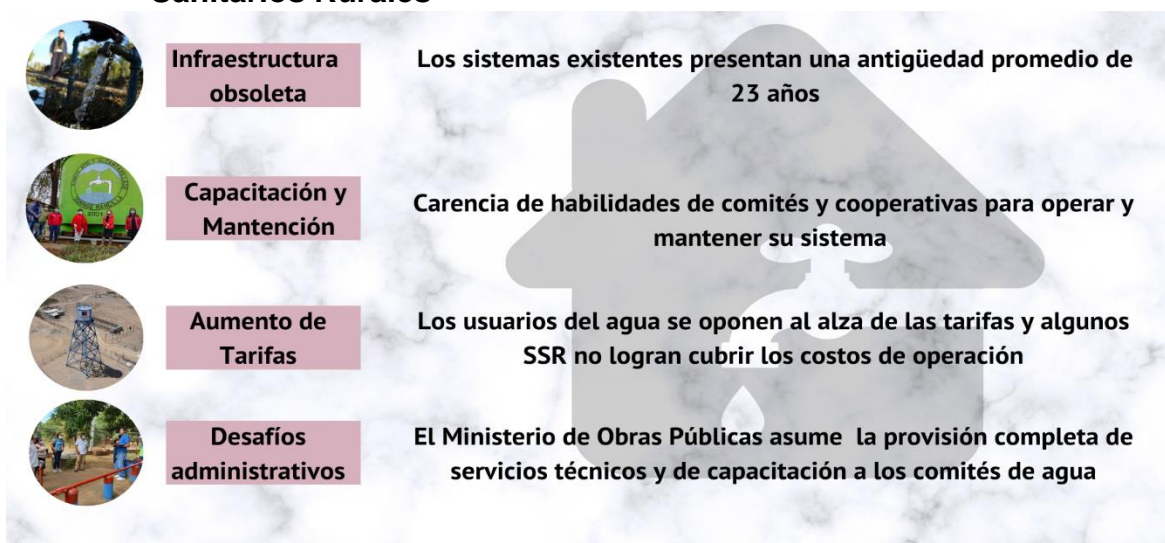 Sanitarios Rurales
Infraestructura
obsoleta
Los sistemas existentes presentan una antigüedad promedio de
23 años
Capacitación y
Mantención
Carencia de habilidades de comités y cooperativas para operar y
mantener su sistema
Aumento de
Tarifas
Los usuarios del agua se oponen al alza de las tarifas y algunos
SSR no logran cubrir los costos de operación
Desafíos
administrativos
El Ministerio de Obras Públicas asume la provisión completa de
servicios técnicos y de capacitación a los comités de agua
2001